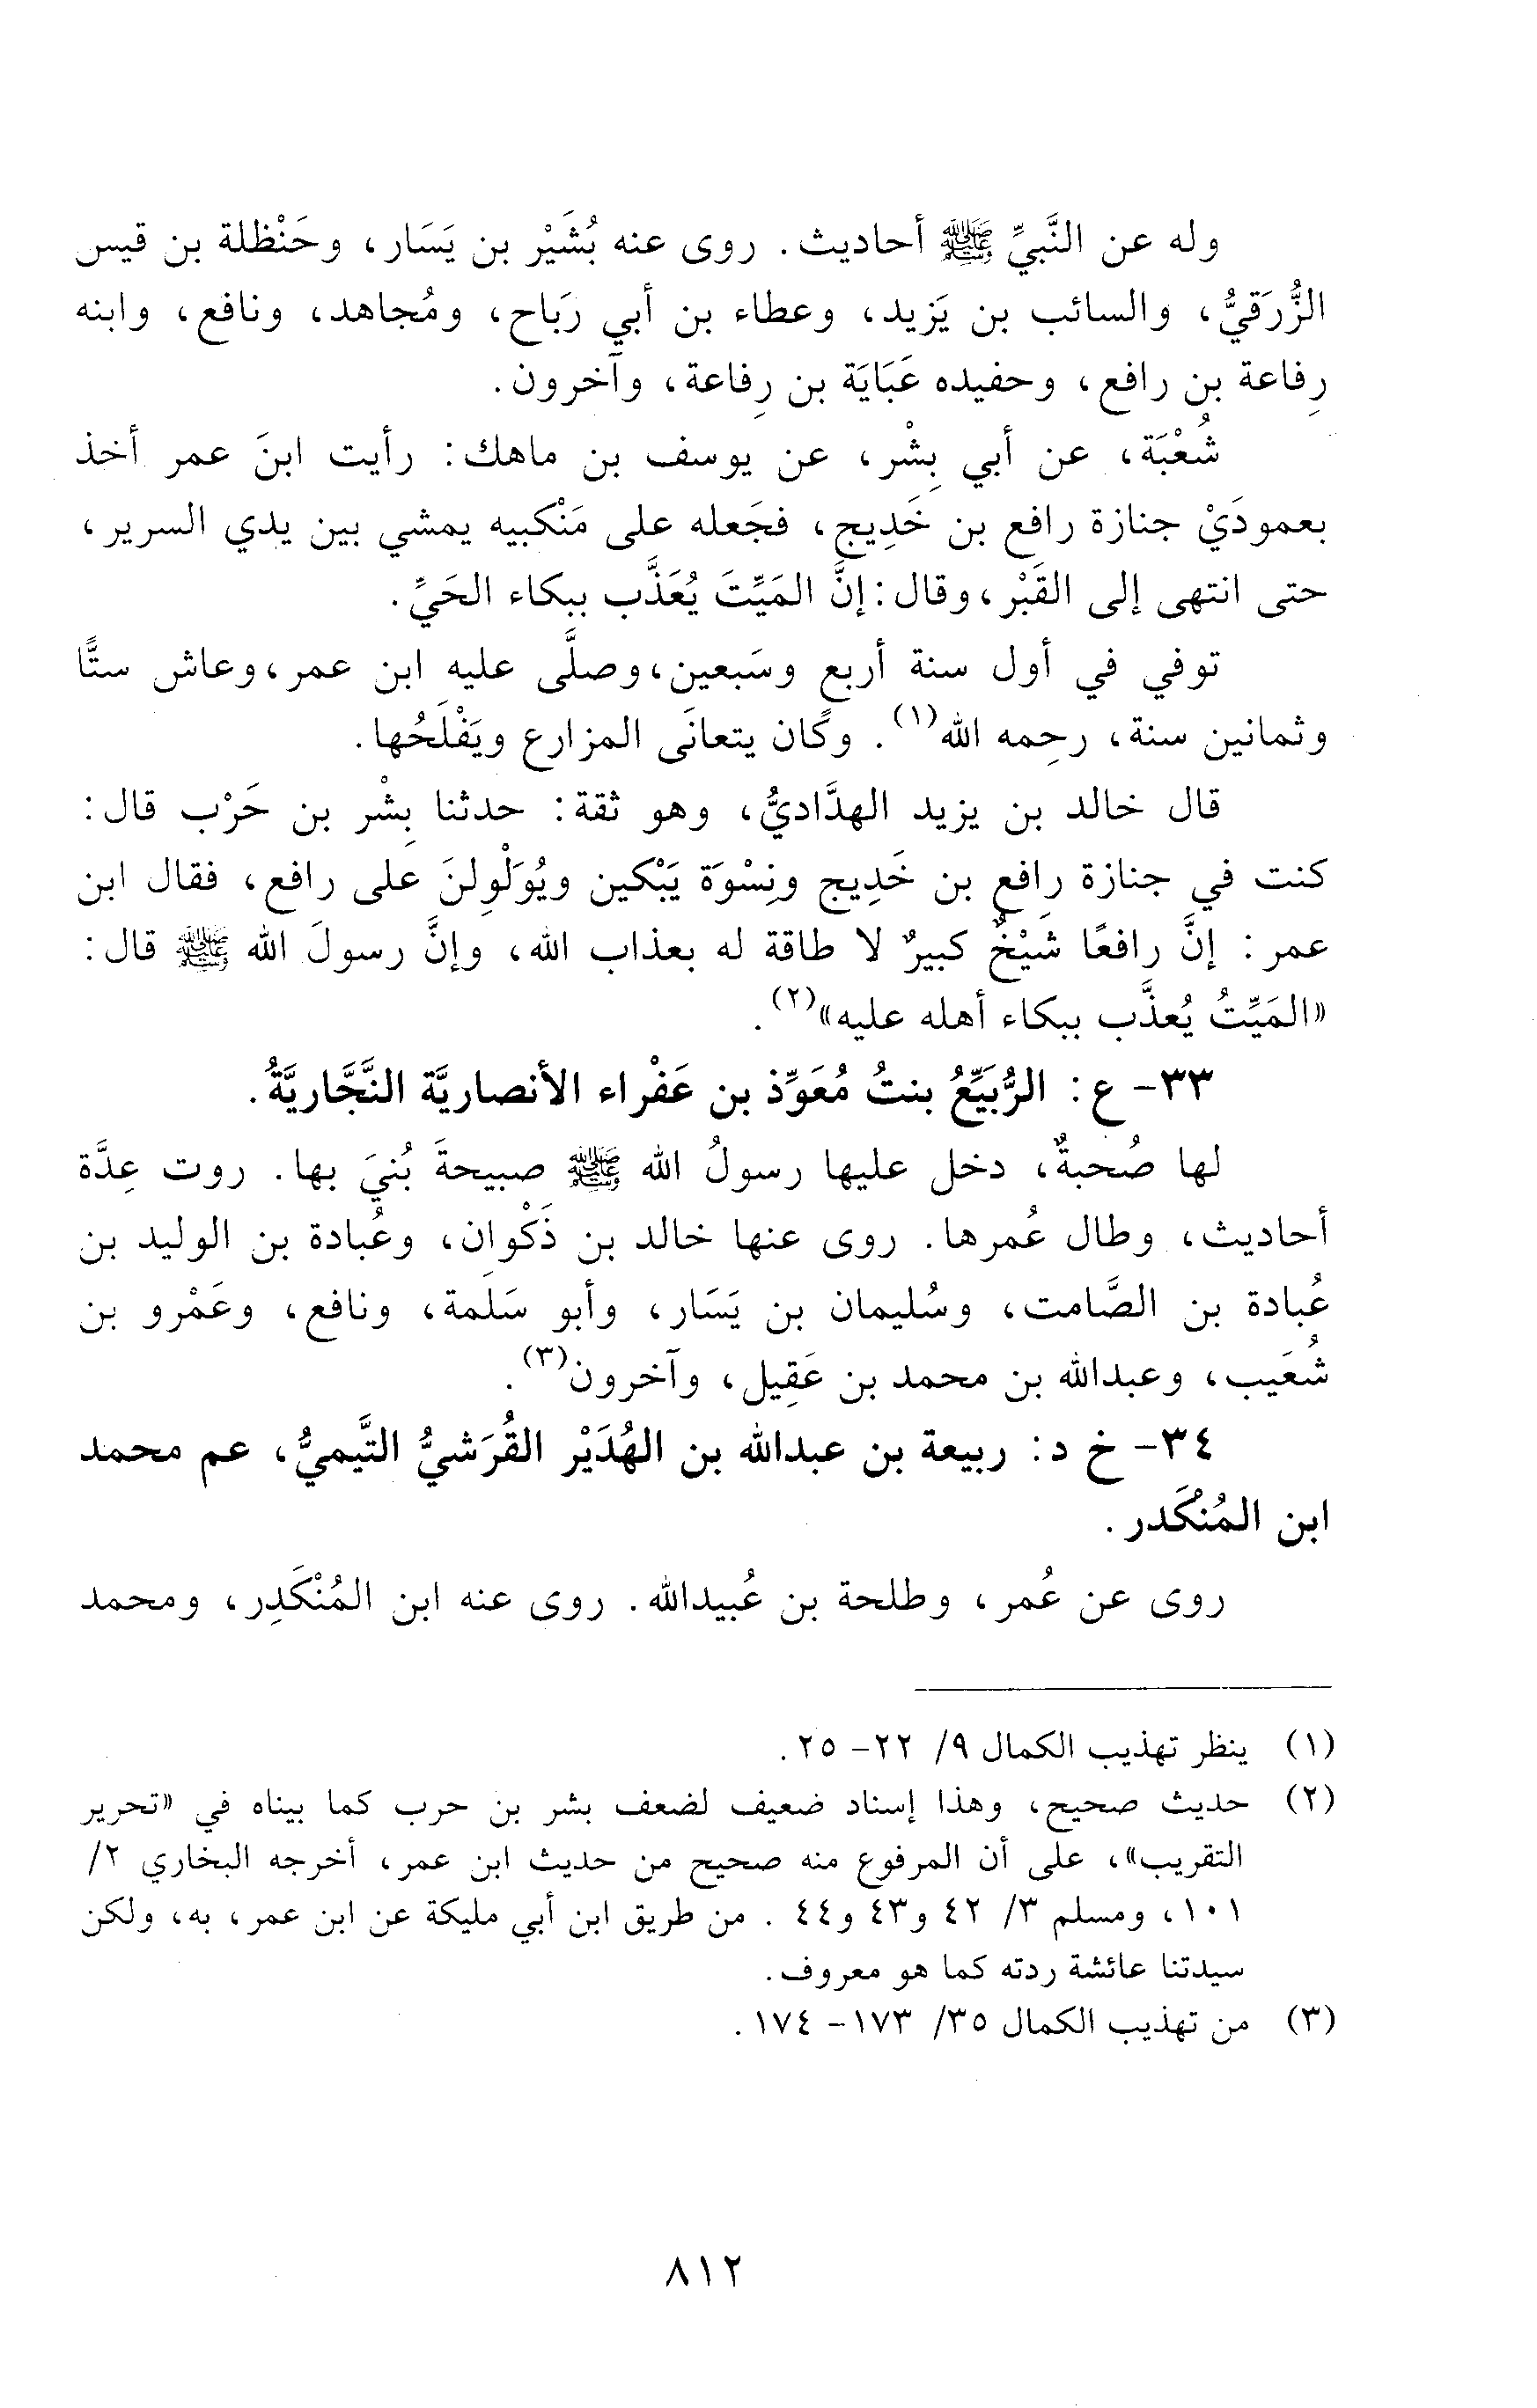 وله عن النَّبيِّ ﷺ أحاديث. روى عنه بُشَيْر بن يَسَار، وحَنْظلة بن قيس
الزُّرَقيُّ، والسائب بن يَزيد، وعطاء بن أبي رَبَاح، ومُجاهد، ونافع، وابنه
رِفاعة بن رافع، وحفيده عَبَايَة بن رِفاعة، وآخرون.
شُعْبَة، عن أبي بِشْر، عن يوسف بن ماهك: رأيت ابنَ عمر أخذ
بعمودَيْ جنازة رافع بن خَدِيج، فجَعله على مَنْكبيه يمشي بين يدي السرير،
حتى انتهى إلى القَبْر، وقال: إنَّ المَيِّتَ يُعَذَّب ببكاء الحَيِّ.
توفي في أول سنة أربع وسَبعين، وصلَّى عليه ابن عمر، وعاش ستًّا
وثمانين سنة، رحِمه الله(١). وكان يتعانَى المزارع ويَفْلَحُها.
قال خالد بن يزيد الهدَّاديُّ، وهو ثقة: حدثنا بِشْر بن حَرْب قال:
كنت في جنازة رافع بن خَدِيج ونِسْوَة يَبْكين ويُوَلْوِلنَ على رافع، فقال ابن
عمر: إنَّ رافعًا شَيْخٌ كبيرٌ لا طاقة له بعذاب الله، وإنَّ رسولَ الله ﷺ قال:
«المَيِّتُ يُعذَّب ببكاء أهله عليه»(٢).
٣٣- ع: الرُّبَيِّعُ بنتُ مُعَوِّذ بن عَفْراء الأنصاريَّة النَّجَّاريَّةُ.
لها صُحبةٌ، دخل عليها رسولُ الله ﷺ صبيحةَ بُنيَ بها. روت عِدَّة
أحاديث، وطال عُمرها. روى عنها خالد بن ذَكْوان، وعُبادة بن الوليد بن
عُبادة بن الصَّامت، وسُليمان بن يَسَار، وأبو سَلَمة، ونافع، وعَمْرو بن
شُعَيب، وعبدالله بن محمد بن عَقِيل، وآخرون(٣).
٣٤- خ د: ربيعة بن عبدالله بن الهُدَيْر القُرَشيُّ التَّيميُّ، عم محمد
ابن المُنْكَدر.
روى عن عُمر، وطلحة بن عُبيدالله. روى عنه ابن المُنْكَدِر، ومحمد
(١) ينظر تهذيب الكمال ٩/ ٢٢- ٢٥.
(٢) حديث صحيح، وهذا إسناد ضعيف لضعف بشر بن حرب كما بيناه في «تحرير
التقريب»، على أن المرفوع منه صحيح من حديث ابن عمر، أخرجه البخاري ٢/
١٠١، ومسلم ٣/ ٤٢ و٤٣ و٤٤. من طريق ابن أبي مليكة عن ابن عمر، به، ولكن
سيدتنا عائشة ردته كما هو معروف.
(٣) من تهذيب الكمال ٣٥/ ١٧٣- ١٧٤.
٨١٢